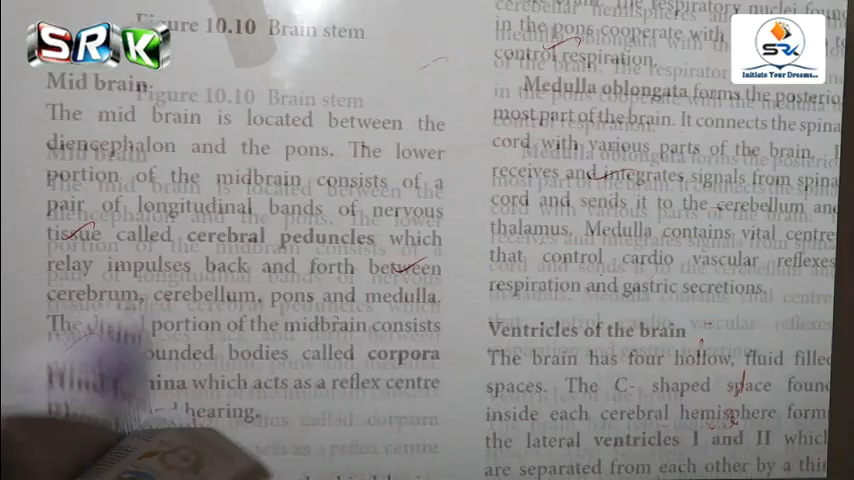 SRK
Figure 10.10 Brain stem
Mid brain
The mid brain is located between the
diencephalon and the pons. The lower
portion of the midbrain consists of a
pair of longitudinal bands of nervous
tissue called cerebral peduncles which
relay impulses back and forth between
cerebrum, cerebellum, pons and medulla.
The portion of the midbrain consists
ounded bodies called corpora
mina which acts as a reflex centre
hearing.
cerebellar hemispheres
in the pons cooperate with
control respiration.
Medulla oblongata forms the posterio
most part of the brain. It connects the spina
cord with various parts of the brain.
receives and integrates signals from spina
cord and sends it to the cerebellum and
thalamus. Medulla contains vital centre
that control cardio vascular reflexes
respiration and gastric secretions.
Ventricles of the brain
The brain has four hollow, fluid filled
spaces. The C- shaped space foun
inside each cerebral hemisphere form
the lateral ventricles I and II which
are separated from each other by a thi
SRK
Initiate Your Dreams...